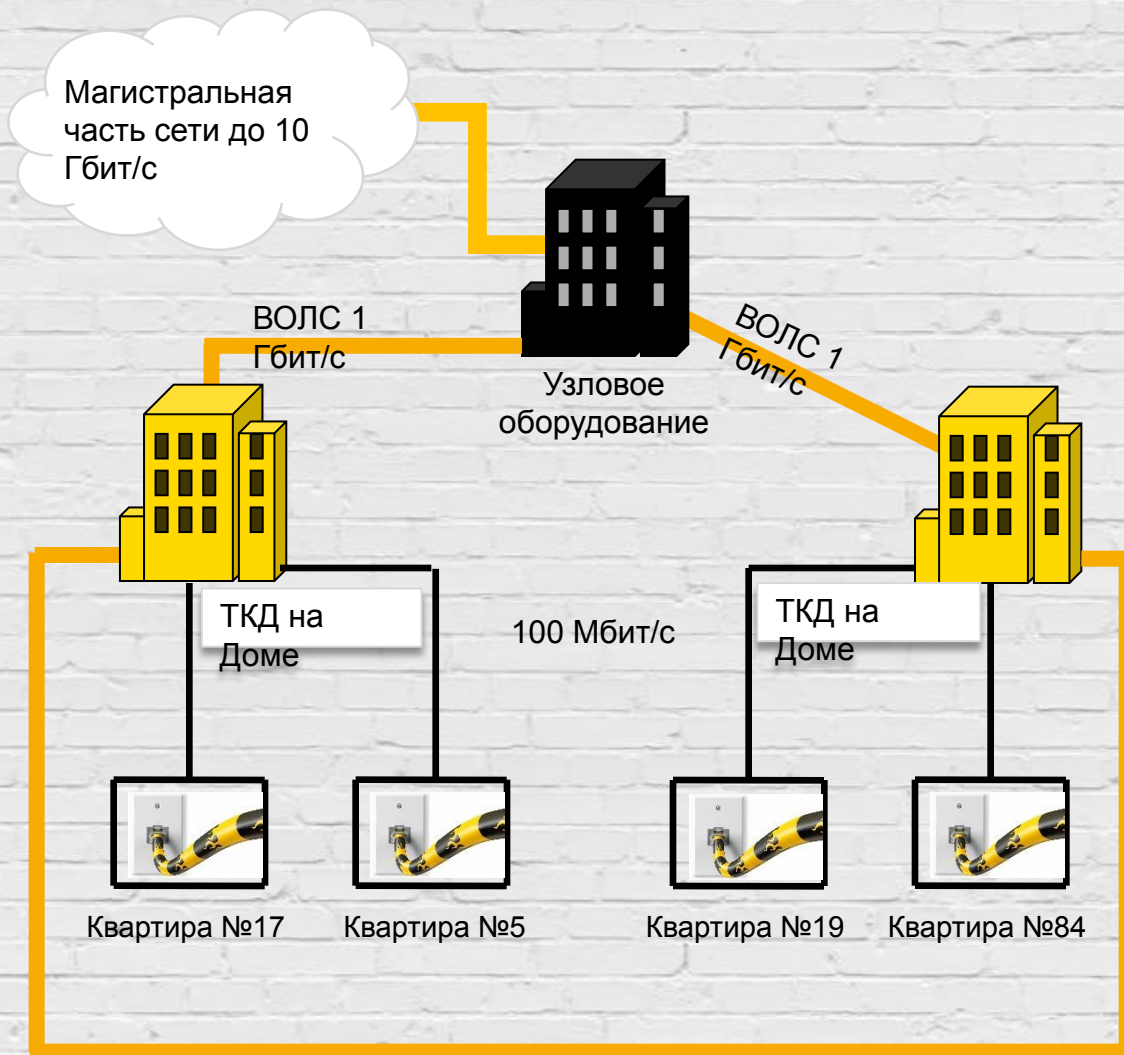 Магистральная
часть сети до 10
Гбит/с
ВОЛС 1
Гбит/с
ВОЛС 1
Гбит/с
Узловое
оборудование
ТКД на
Доме
100 Мбит/с
ТКД на
Доме
Квартира №17
Квартира №5
Квартира №19
Квартира №84